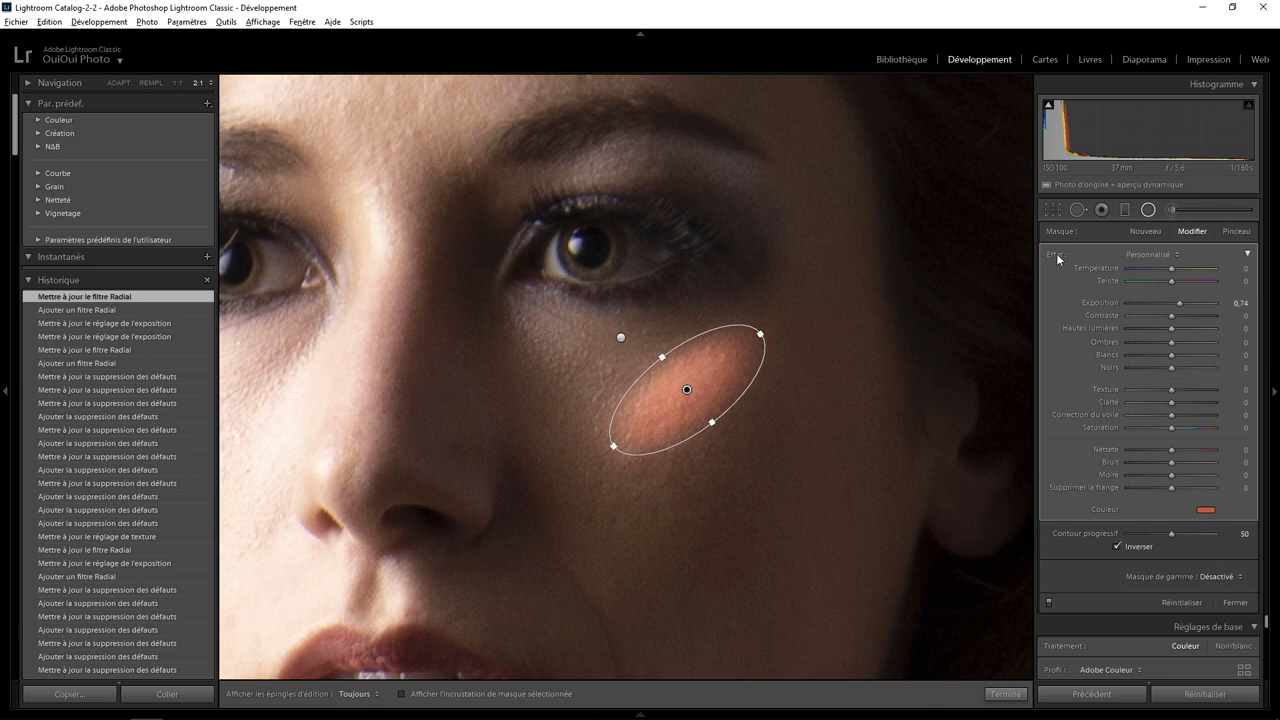 Lightroom Catalog-2-2 - Adobe Photoshop Lightroom Classic - Développement
Fichier Edition Développement Photo Paramètres Outils Affichage Fenêtre Aide Scripts
Lr Adobe Lightroom Classic
OuiOui Photo
Bibliothèque | Développement | Cartes | Livres | Diaporama | Impression | Web
Navigation ADAPT. REMPL. 1:1 2:1
Par. prédef.
Couleur
Création
N&B
Courbe
Grain
Netteté
Vignetage
Paramètres prédéfinis de l'utilisateur
Instantanés
Historique
Mettre à jour le filtre Radial
Ajouter un filtre Radial
Mettre à jour le réglage de l'exposition
Mettre à jour le réglage de l'exposition
Mettre à jour le filtre Radial
Ajouter un filtre Radial
Mettre à jour la suppression des défauts
Mettre à jour la suppression des défauts
Mettre à jour la suppression des défauts
Ajouter la suppression des défauts
Mettre à jour la suppression des défauts
Ajouter la suppression des défauts
Mettre à jour la suppression des défauts
Ajouter la suppression des défauts
Mettre à jour la suppression des défauts
Ajouter la suppression des défauts
Ajouter la suppression des défauts
Ajouter la suppression des défauts
Mettre à jour le réglage de texture
Mettre à jour le filtre Radial
Mettre à jour le réglage de l'exposition
Ajouter un filtre Radial
Mettre à jour la suppression des défauts
Ajouter la suppression des défauts
Mettre à jour la suppression des défauts
Ajouter la suppression des défauts
Mettre à jour la suppression des défauts
Ajouter la suppression des défauts
Mettre à jour la suppression des défauts
Copier... Coller
Afficher les épingles d'édition : Toujours Afficher l'incrustation de masque sélectionnée Terminé
Histogramme
ISO 100 37 mm ƒ / 5,6 1/160 s
Photo d'origine + aperçu dynamique
Masque : Nouveau Modifier Pinceau
Personnalisé
Température 0
Teinte 0
Exposition 0,74
Contraste 0
Hautes lumières 0
Ombres 0
Blancs 0
Noirs 0
Texture 0
Clarté 0
Correction du voile 0
Saturation 0
Netteté 0
Bruit 0
Moiré 0
Supprimer la frange 0
Couleur
Contour progressif 50
Inverser
Masque de gamme : Désactivé
Réinitialiser Fermer
Réglages de base
Traitement : Couleur Noir/blanc
Profil : Adobe Couleur
Précédent Réinitialiser